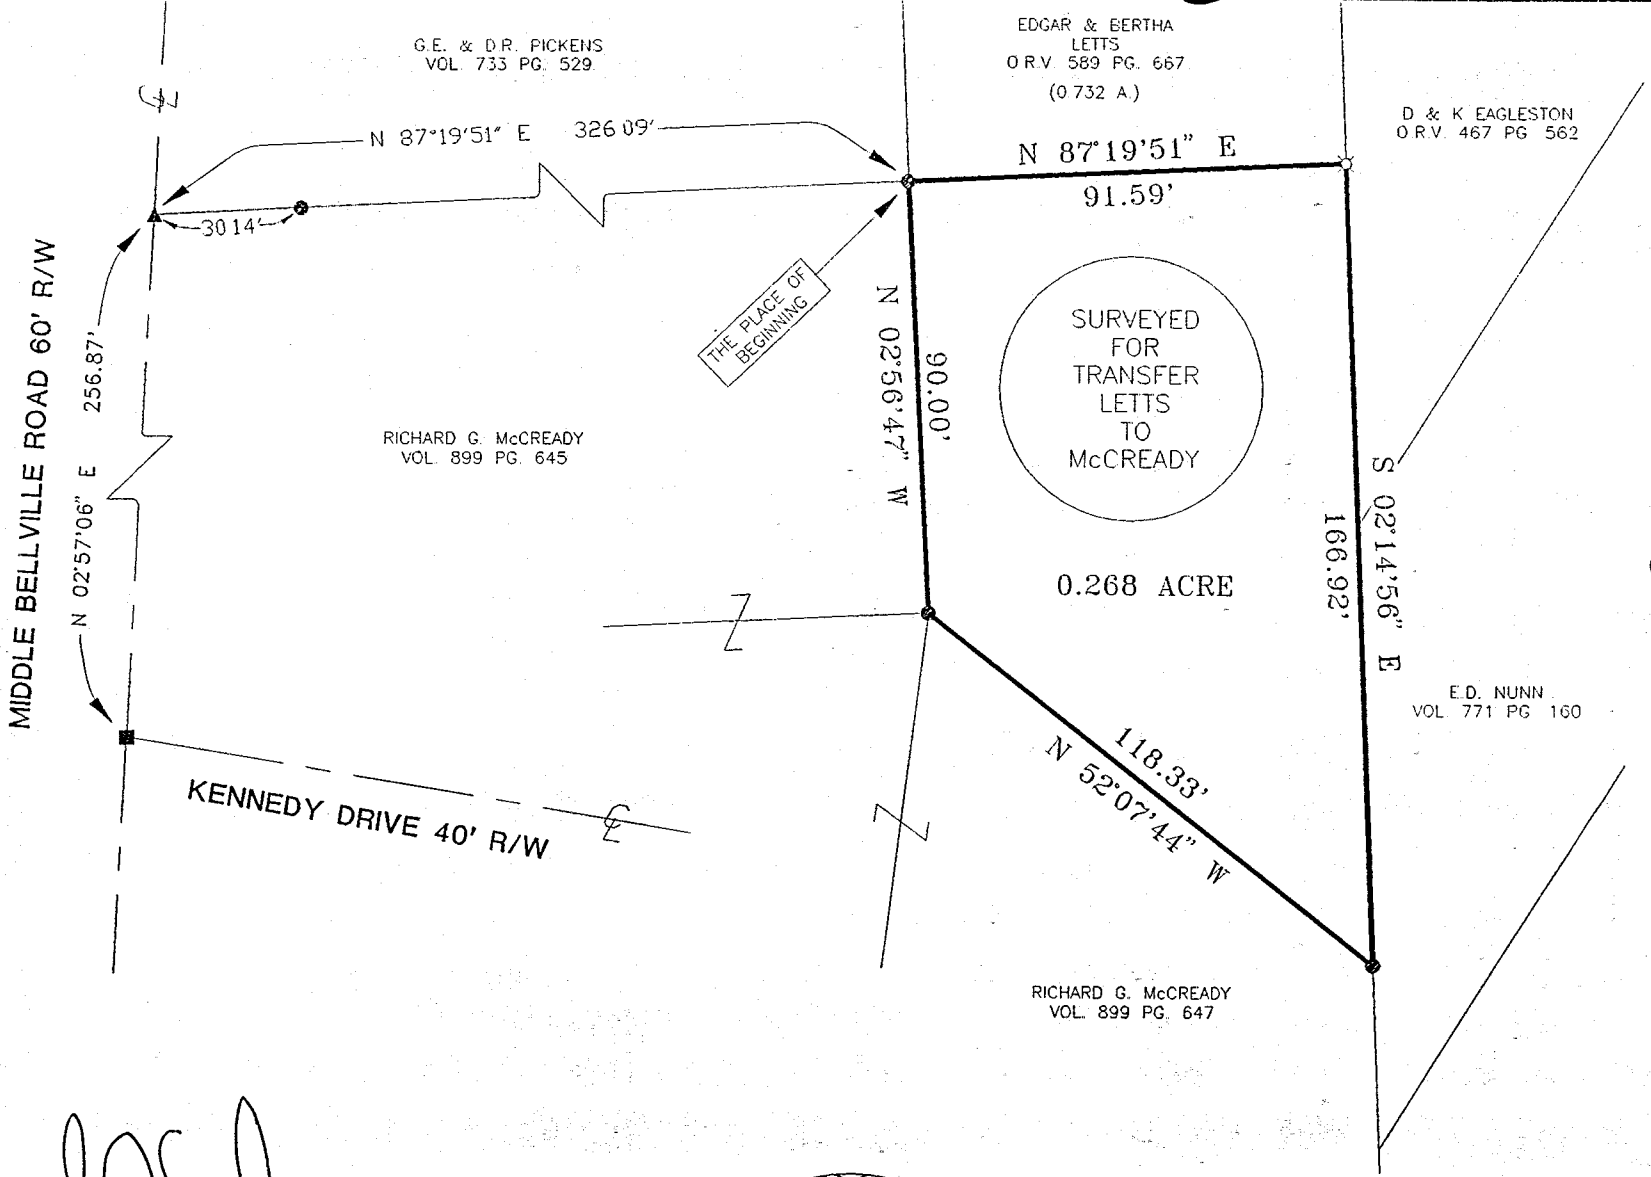 G.E. & D.R. PICKENS
VOL. 733 PG. 529
EDGAR & BERTHA
LETTS
O.R.V. 589 PG. 667
(0.732 A.)
D & K EAGLESTON
O.R.V. 467 PG 562
N 87°19'51" E 326.09'
N 87°19'51" E
91.59'
30.14'
MIDDLE BELLVILLE ROAD 60' R/W
N 02°57'06" E 256.87'
THE PLACE OF
BEGINNING
N 02°56'47" W
90.00'
SURVEYED
FOR
TRANSFER
LETTS
TO
McCREADY
RICHARD G. McCREADY
VOL. 899 PG. 645
S 02°14'56" E
166.92'
0.268 ACRE
E.D. NUNN
VOL. 771 PG 160
118.33'
N 52°07'44" W
KENNEDY DRIVE 40' R/W
RICHARD G. McCREADY
VOL. 899 PG. 647